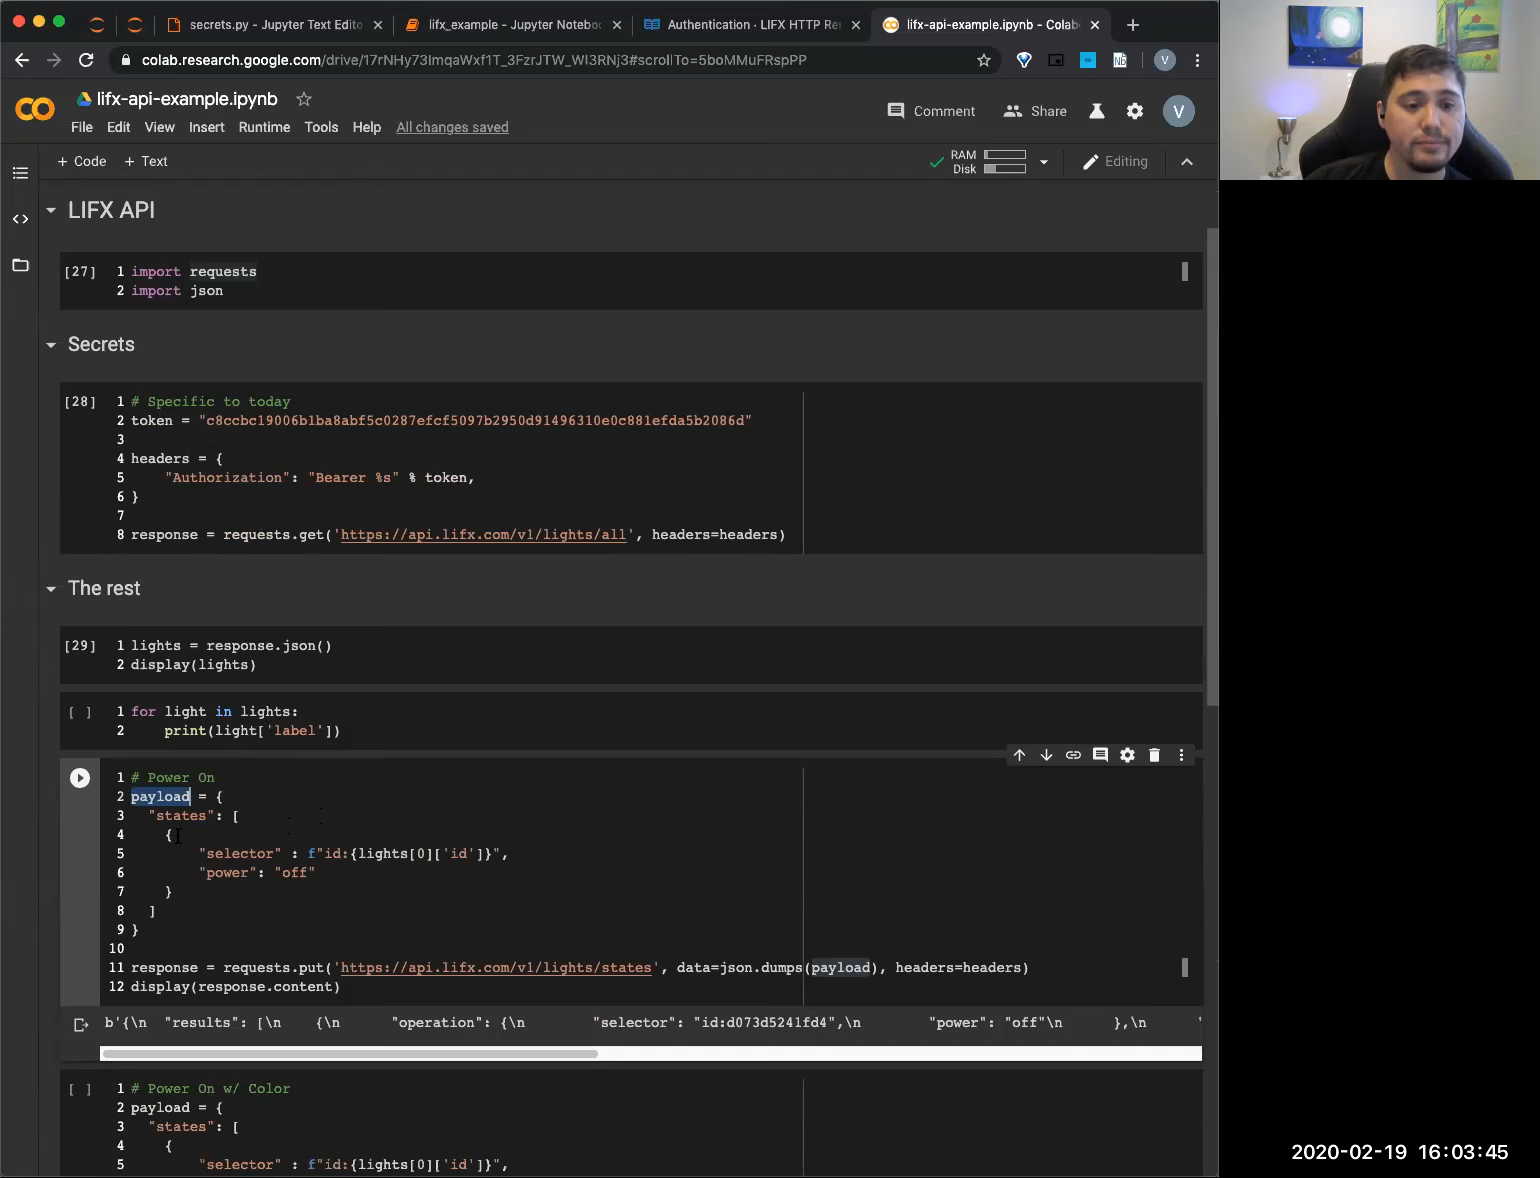 secrets.py - Jupyter Text Edito
lifx_example - Jupyter Noteboo
Authentication · LIFX HTTP Re
lifx-api-example.ipynb - Colab
colab.research.google.com/drive/17rNHy73ImqaWxf1T_3FzrJTW_Wl3RNj3#scrollTo=5boMMuFRspPP
lifx-api-example.ipynb
Comment
Share
V
File Edit View Insert Runtime Tools Help All changes saved
+ Code + Text
RAM
Disk
Editing
LIFX API
[27] 1 import requests
2 import json
Secrets
[28] 1 # Specific to today
2 token = "c8ccbc19006b1ba8abf5c0287efcf5097b2950d91496310e0c881efda5b2086d"
3
4 headers = {
5 "Authorization": "Bearer %s" % token,
6 }
7
8 response = requests.get('https://api.lifx.com/v1/lights/all', headers=headers)
The rest
[29] 1 lights = response.json()
2 display(lights)
[ ] 1 for light in lights:
2 print(light['label'])
1 # Power On
2 payload = {
3 "states": [
4 {
5 "selector" : f"id:{lights[0]['id']}",
6 "power": "off"
7 }
8 ]
9 }
10
11 response = requests.put('https://api.lifx.com/v1/lights/states', data=json.dumps(payload), headers=headers)
12 display(response.content)
b'{\n "results": [\n {\n "operation": {\n "selector": "id:d073d5241fd4",\n "power": "off"\n },\n "
[ ] 1 # Power On w/ Color
2 payload = {
3 "states": [
4 {
5 "selector" : f"id:{lights[0]['id']}",
2020-02-19 16:03:45